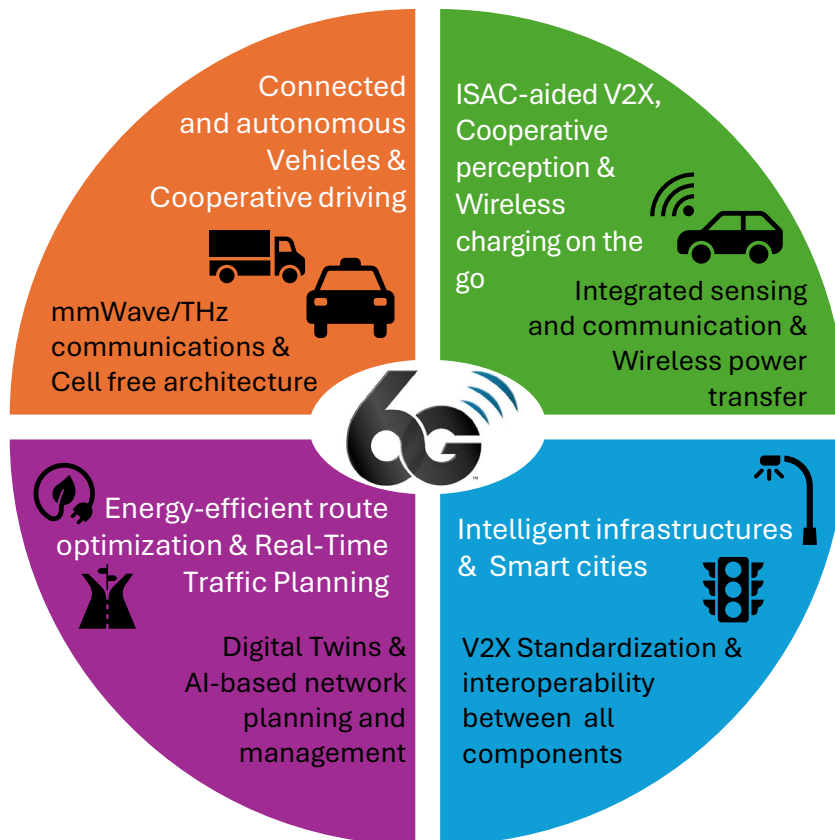 Connected
and autonomous
Vehicles &
Cooperative driving
mmWave/THz
communications &
Cell free architecture
ISAC-aided V2X,
Cooperative
perception &
Wireless
charging on the
go
Integrated sensing
and communication &
Wireless power
transfer
6G™
Energy-efficient route
optimization & Real-Time
Traffic Planning
Digital Twins &
AI-based network
planning and
management
Intelligent infrastructures
& Smart cities
V2X Standardization &
interoperability
between all
components